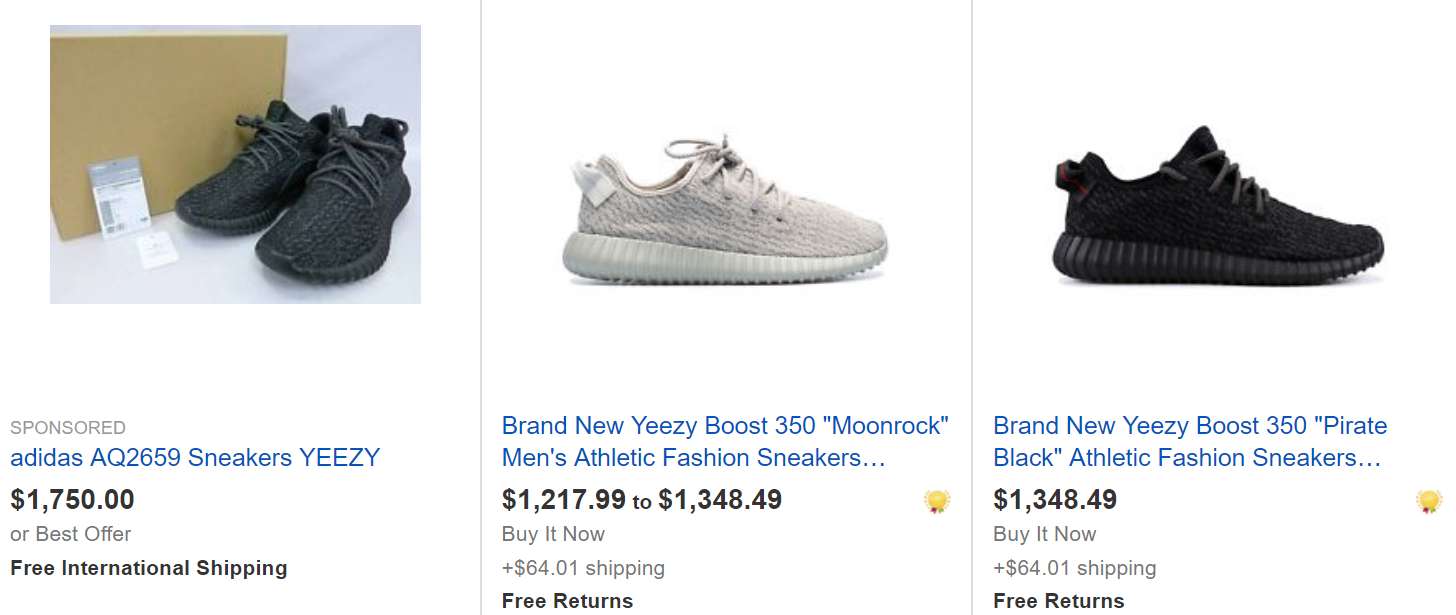 SPONSORED
adidas AQ2659 Sneakers YEEZY
$1,750.00
or Best Offer
Free International Shipping
Brand New Yeezy Boost 350 "Moonrock"
Men's Athletic Fashion Sneakers…
$1,217.99 to $1,348.49
Buy It Now
+$64.01 shipping
Free Returns
Brand New Yeezy Boost 350 "Pirate
Black" Athletic Fashion Sneakers…
$1,348.49
Buy It Now
+$64.01 shipping
Free Returns